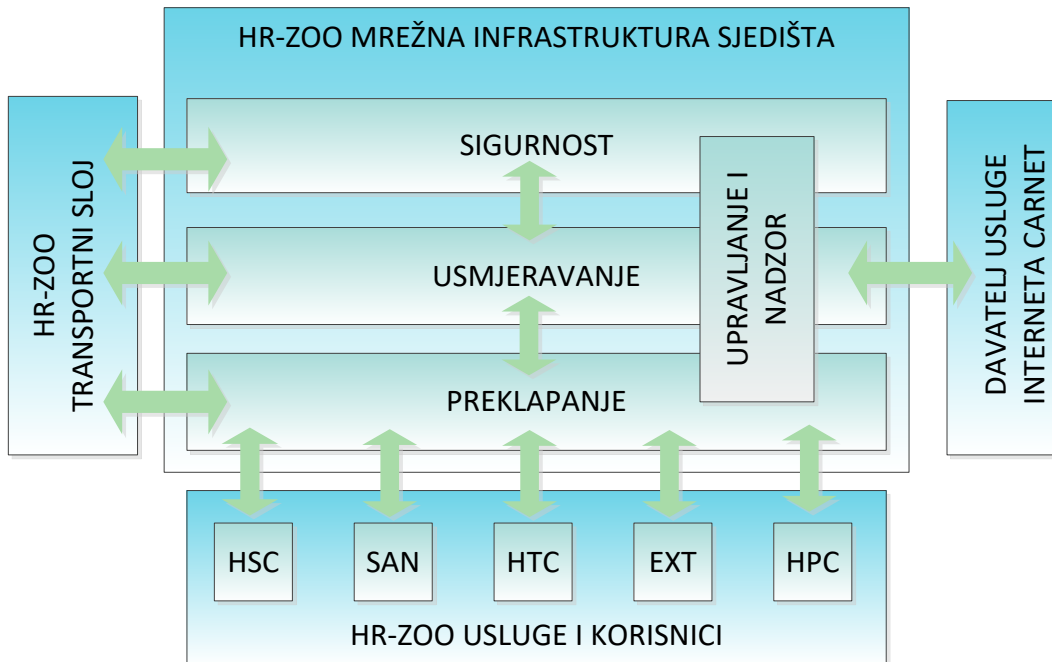 HR-ZOO MREŽNA INFRASTRUKTURA SJEDIŠTA
HR-ZOO
TRANSPORTNI SLOJ
SIGURNOST
USMJERAVANJE
PREKLAPANJE
UPRAVLJANJE I
NADZOR
DAVATELJ USLUGE
INTERNETA CARNET
HSC
SAN
HTC
EXT
HPC
HR-ZOO USLUGE I KORISNICI